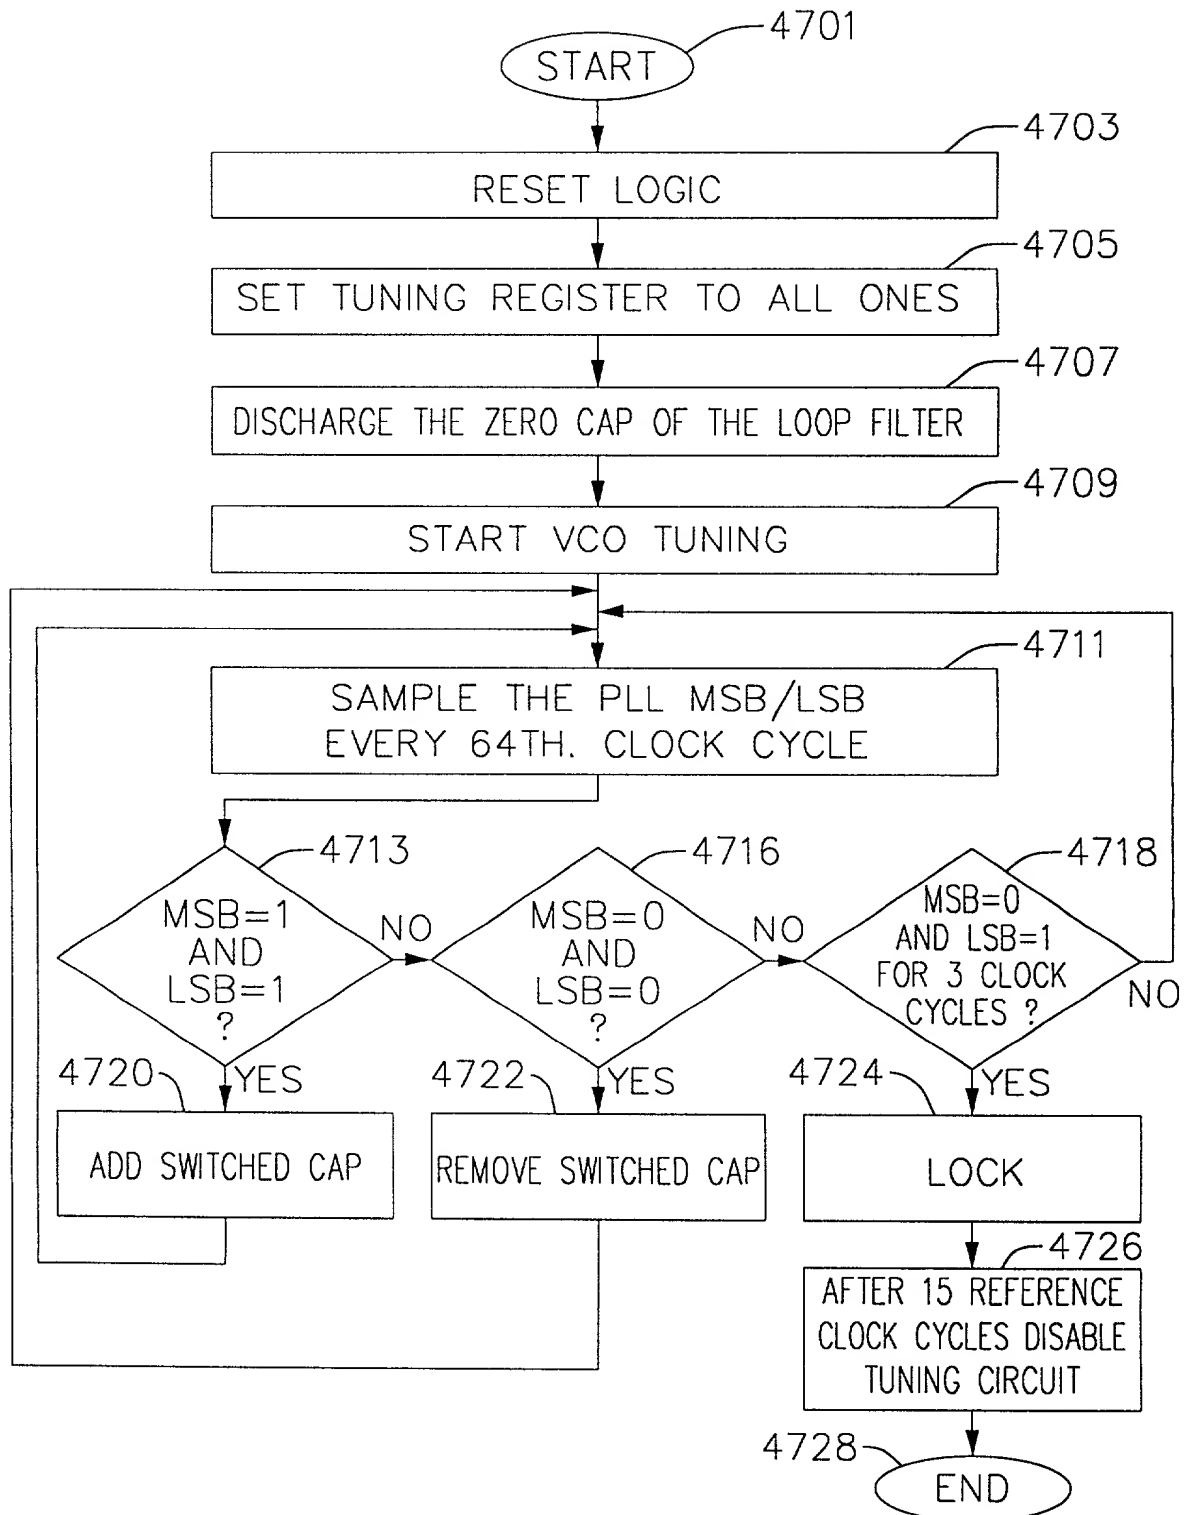 4701
START
4703
RESET LOGIC
4705
SET TUNING REGISTER TO ALL ONES
4707
DISCHARGE THE ZERO CAP OF THE LOOP FILTER
4709
START VCO TUNING
4711
SAMPLE THE PLL MSB/LSB
EVERY 64TH. CLOCK CYCLE
4713
MSB=1
AND
LSB=1
?
NO
4716
MSB=0
AND
LSB=0
?
NO
4718
MSB=0
AND LSB=1
FOR 3 CLOCK
CYCLES ?
NO
4720
YES
ADD SWITCHED CAP
4722
YES
REMOVE SWITCHED CAP
4724
YES
LOCK
4726
AFTER 15 REFERENCE
CLOCK CYCLES DISABLE
TUNING CIRCUIT
4728
END